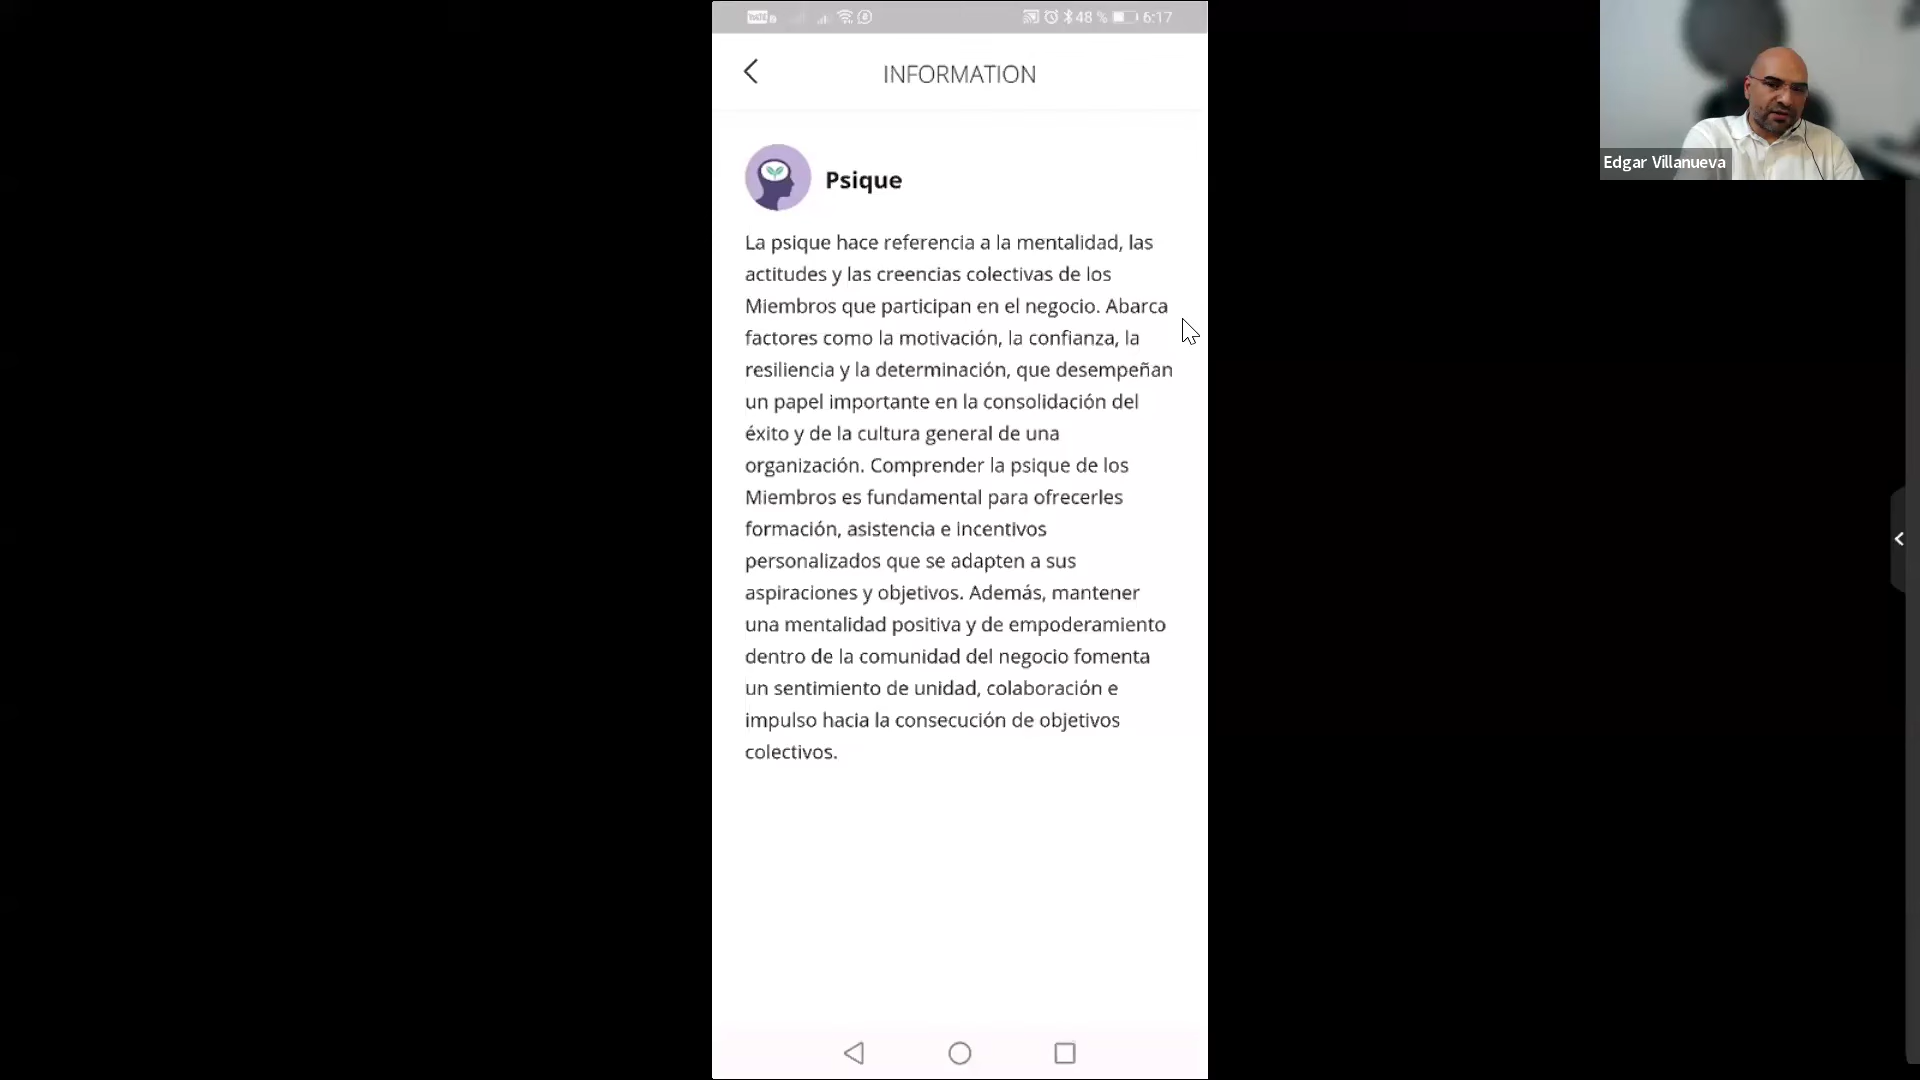 48 % 6:17
INFORMATION
Psique
La psique hace referencia a la mentalidad, las
actitudes y las creencias colectivas de los
Miembros que participan en el negocio. Abarca
factores como la motivación, la confianza, la
resiliencia y la determinación, que desempeñan
un papel importante en la consolidación del
éxito y de la cultura general de una
organización. Comprender la psique de los
Miembros es fundamental para ofrecerles
formación, asistencia e incentivos
personalizados que se adapten a sus
aspiraciones y objetivos. Además, mantener
una mentalidad positiva y de empoderamiento
dentro de la comunidad del negocio fomenta
un sentimiento de unidad, colaboración e
impulso hacia la consecución de objetivos
colectivos.
Edgar Villanueva